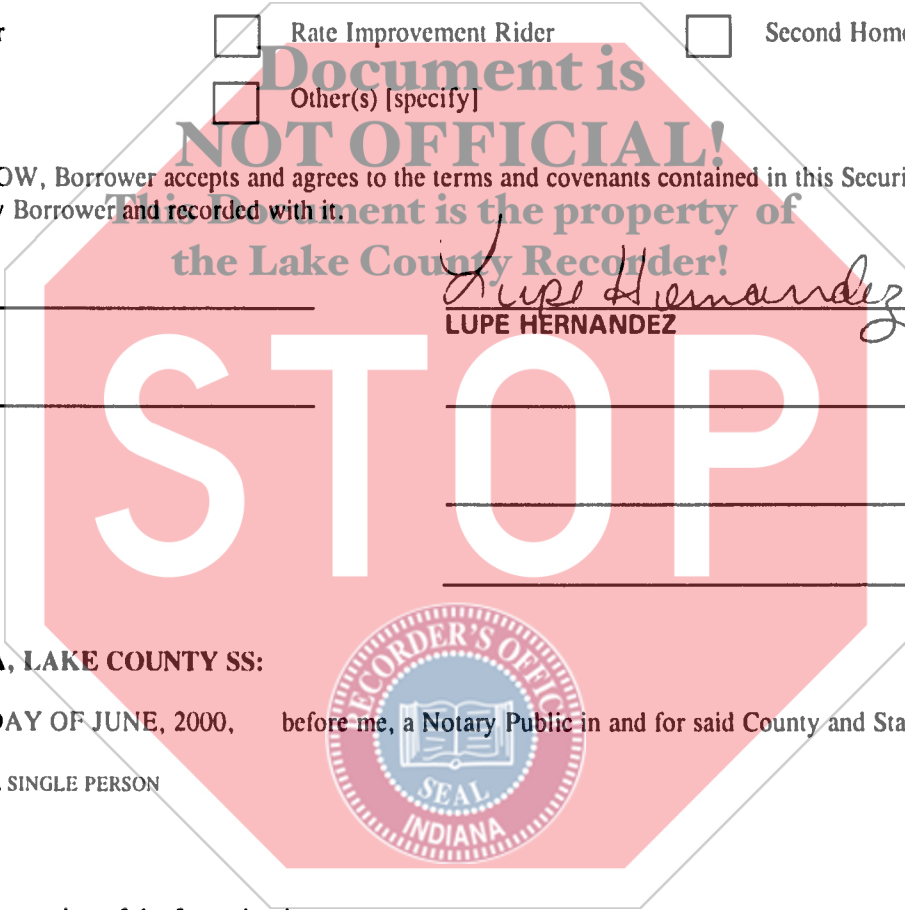 r Rate Improvement Rider Second Home
Document is
Other(s) [specify]
NOT OFFICIAL!
OW, Borrower accepts and agrees to the terms and covenants contained in this Securi
y Borrower and recorded with it.
This Document is the property of
the Lake County Recorder!
Lupe Hernandez
LUPE HERNANDEZ
STOP
RECORDER'S OFFICE
SEAL
INDIANA
A, LAKE COUNTY SS:
DAY OF JUNE, 2000, before me, a Notary Public in and for said County and Sta
SINGLE PERSON